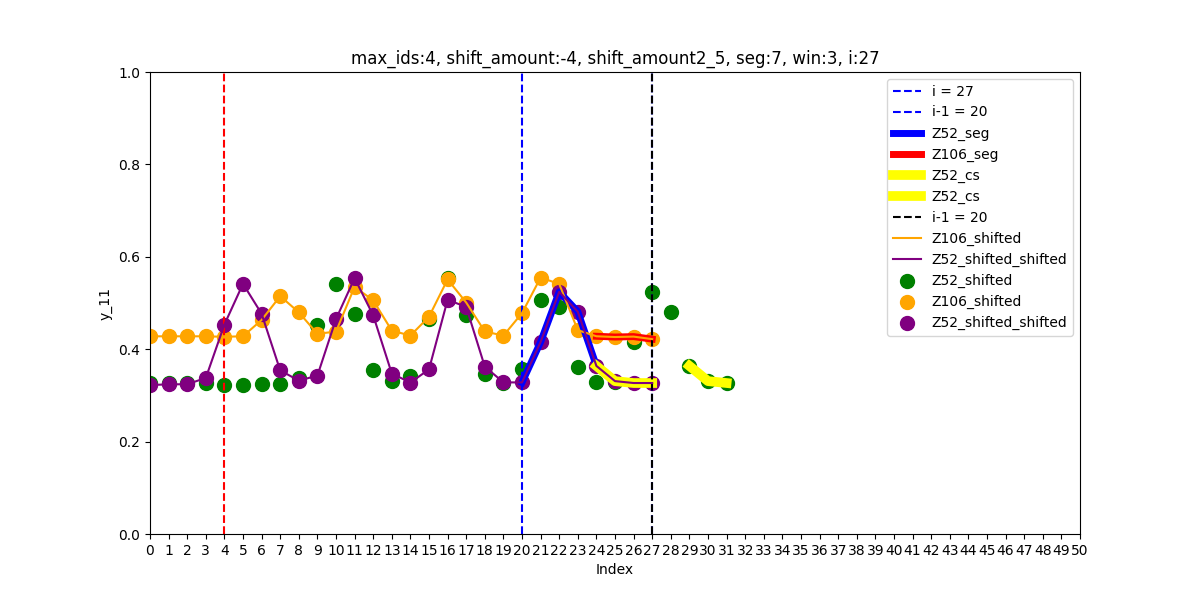 max_ids:4, shift_amount:-4, shift_amount2_5, seg:7, win:3, i:27
1.0
0.8
0.6
0.4
0.2
0.0
y_11
i = 27
i-1 = 20
Z52_seg
Z106_seg
Z52_cs
Z52_cs
i-1 = 20
Z106_shifted
Z52_shifted_shifted
Z52_shifted
Z106_shifted
Z52_shifted_shifted
0 1 2 3 4 5 6 7 8 9 10 11 12 13 14 15 16 17 18 19 20 21 22 23 24 25 26 27 28 29 30 31 32 33 34 35 36 37 38 39 40 41 42 43 44 45 46 47 48 49 50
Index